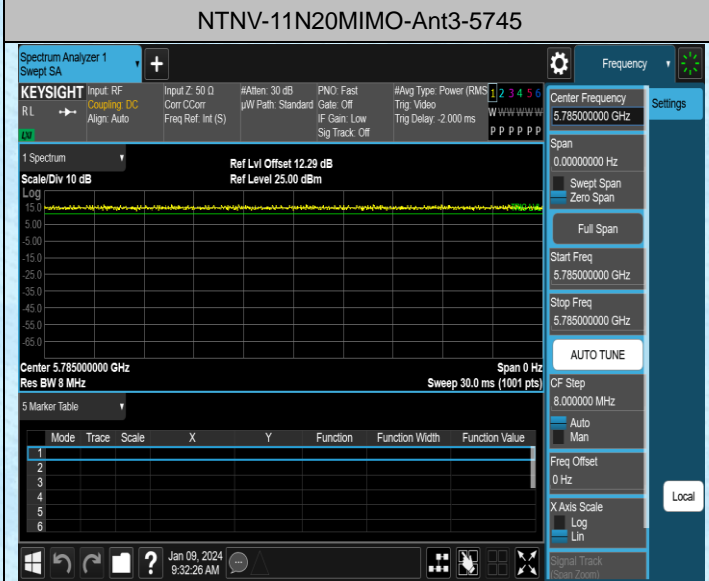 NTNV-11N20MIMO-Ant3-5745
Spectrum Analyzer 1
Swept SA
Frequency
KEYSIGHT
RL
Input: RF
Coupling: DC
Align: Auto
Input Z: 50 Ω
Corr CCorr
Freq Ref: Int (S)
#Atten: 30 dB
µW Path: Standard
PNO: Fast
Gate: Off
IF Gain: Low
Sig Track: Off
#Avg Type: Power (RMS
Trig: Video
Trig Delay: -2.000 ms
1 2 3 4 5 6
W W W W W W
P P P P P P
Center Frequency
5.785000000 GHz
Settings
Span
0.00000000 Hz
Swept Span
Zero Span
Full Span
Start Freq
5.785000000 GHz
Stop Freq
5.785000000 GHz
AUTO TUNE
CF Step
8.000000 MHz
Auto
Man
Freq Offset
0 Hz
X Axis Scale
Log
Lin
Signal Track
(Span Zoom)
Local
1 Spectrum
Scale/Div 10 dB
Ref Lvl Offset 12.29 dB
Ref Level 25.00 dBm
Log
15.0
5.00
-5.00
-15.0
-25.0
-35.0
-45.0
-55.0
-65.0
Center 5.785000000 GHz
Span 0 Hz
Res BW 8 MHz
Sweep 30.0 ms (1001 pts)
5 Marker Table
Mode Trace Scale X Y Function Function Width Function Value
1
2
3
4
5
6
Jan 09, 2024
9:32:26 AM